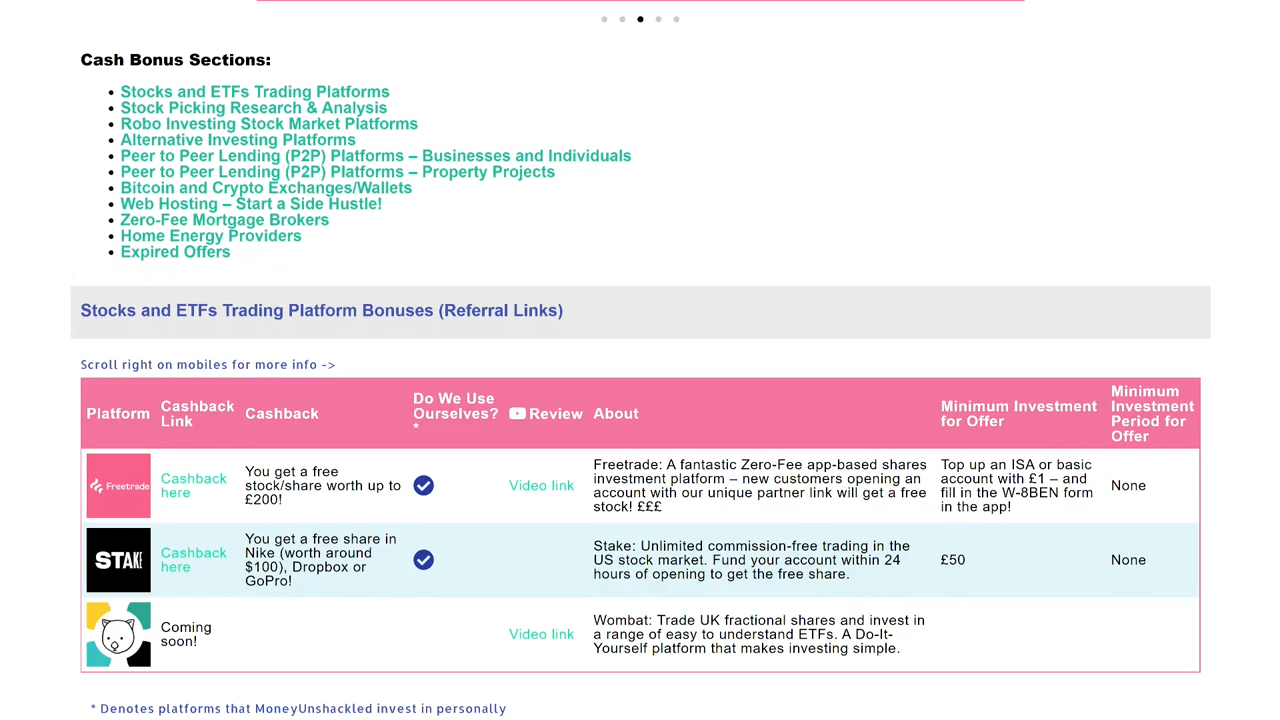 Cash Bonus Sections:
Stocks and ETFs Trading Platforms
Stock Picking Research & Analysis
Robo Investing Stock Market Platforms
Alternative Investing Platforms
Peer to Peer Lending (P2P) Platforms – Businesses and Individuals
Peer to Peer Lending (P2P) Platforms – Property Projects
Bitcoin and Crypto Exchanges/Wallets
Web Hosting – Start a Side Hustle!
Zero-Fee Mortgage Brokers
Home Energy Providers
Expired Offers
Stocks and ETFs Trading Platform Bonuses (Referral Links)
Scroll right on mobiles for more info ->
Platform
Cashback
Link
Cashback
Do We Use
Ourselves?
*
Review
About
Minimum Investment
for Offer
Minimum
Investment
Period for
Offer
Freetrade
Cashback
here
You get a free
stock/share worth up to
£200!
Video link
Freetrade: A fantastic Zero-Fee app-based shares
investment platform – new customers opening an
account with our unique partner link will get a free
stock! £££
Top up an ISA or basic
account with £1 – and
fill in the W-8BEN form
in the app!
None
STAKE
Cashback
here
You get a free share in
Nike (worth around
$100), Dropbox or
GoPro!
Stake: Unlimited commission-free trading in the
US stock market. Fund your account within 24
hours of opening to get the free share.
£50
None
Coming
soon!
Video link
Wombat: Trade UK fractional shares and invest in
a range of easy to understand ETFs. A Do-It-
Yourself platform that makes investing simple.
* Denotes platforms that MoneyUnshackled invest in personally